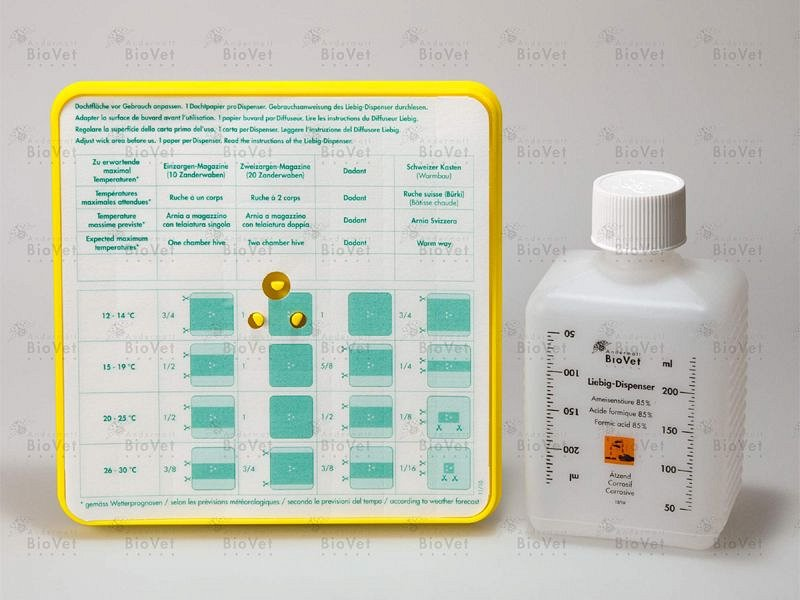 Dochtfläche vor Gebrauch anpassen. 1 Dochtpapier pro Dispenser. Gebrauchsanweisung des Liebig-Dispenser durchlesen.
Adapter la surface de buvard avant l'utilisation. 1 papier buvard par Diffuseur. Lire les instructions du Diffuseur Liebig.
Regolare la superficie della carta prima dell'uso. 1 carta per Dispenser. Leggere l'instruzione del Diffusore Liebig.
Adjust wick area before us. 1 paper per Dispenser. Read the instructions of the Liebig-Dispenser.
Zu erwartende maximal Temperaturen* Einzargen-Magazine (10 Zanderwaben) Zweizargen-Magazine (20 Zanderwaben) Dadant Schweizer Kasten (Warmbau)
Températures maximales attendues* Ruche à un corps Ruche à 2 corps Dadant Ruche suisse (Bürki) (Bâtisse chaude)
Temperature massime previste* Arnia a magazzino con telaiatura singola Arnia a magazzino con telaiatura doppia Dadant Arnia Svizzera
Expected maximum temperatures* One chamber hive Two chamber hive Dadant Warm way
12 - 14 °C 3/4 1 1 3/4
15 - 19 °C 1/2 1 5/8 1/4
20 - 25 °C 1/2 1 1/2 1/8
26 - 30 °C 3/8 3/4 3/8 1/16
* gemäss Wetterprognosen / selon les prévisions météorologiques / secondo le previsioni del tempo / according to weather forecast
11/16
Andermatt
BioVet
Liebig-Dispenser
Ameisensäure 85%
Acide formique 85%
Formic acid 85%
Ätzend
Corrosif
Corrosive
50
100
150
200
ml
ml
200
150
100
50